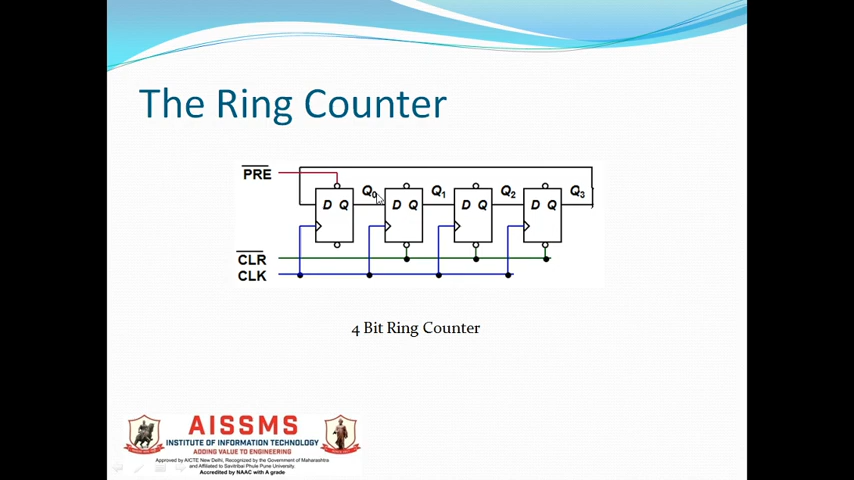 The Ring Counter
PRE
Q0
Q1
Q2
Q3
D Q
D Q
D Q
D Q
CLR
CLK
4 Bit Ring Counter
AISSMS
INSTITUTE OF INFORMATION TECHNOLOGY
ADDING VALUE TO ENGINEERING
Approved by AICTE New Delhi, Recognized by the Government of Maharashtra
and Affiliated to Savitribai Phule Pune University.
Accredited by NAAC with A grade